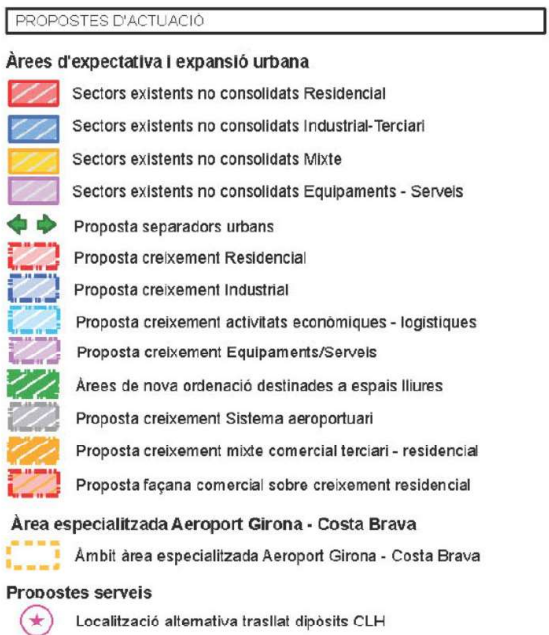 PROPOSTES D'ACTUACIÓ
Àrees d'expectativa i expansió urbana
Sectors existents no consolidats Residencial
Sectors existents no consolidats Industrial-Terciari
Sectors existents no consolidats Mixte
Sectors existents no consolidats Equipaments - Serveis
Proposta separadors urbans
Proposta creixement Residencial
Proposta creixement Industrial
Proposta creixement activitats econòmiques - logístiques
Proposta creixement Equipaments/Serveis
Àrees de nova ordenació destinades a espais lliures
Proposta creixement Sistema aeroportuari
Proposta creixement mixte comercial terciari - residencial
Proposta façana comercial sobre creixement residencial
Àrea especialitzada Aeroport Girona - Costa Brava
Àmbit àrea especialitzada Aeroport Girona - Costa Brava
Propostes serveis
Localització alternativa trasllat dipòsits CLH